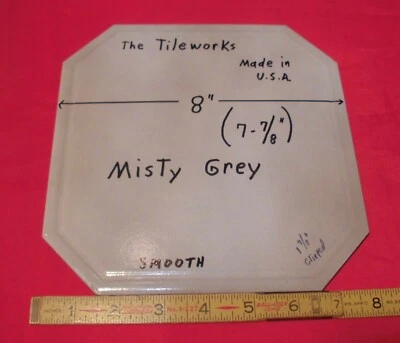 The Tileworks
Made in
U.S.A
8"
(7-7/8")
Misty Grey
SMOOTH
1 2 3 4 5 6 7 8